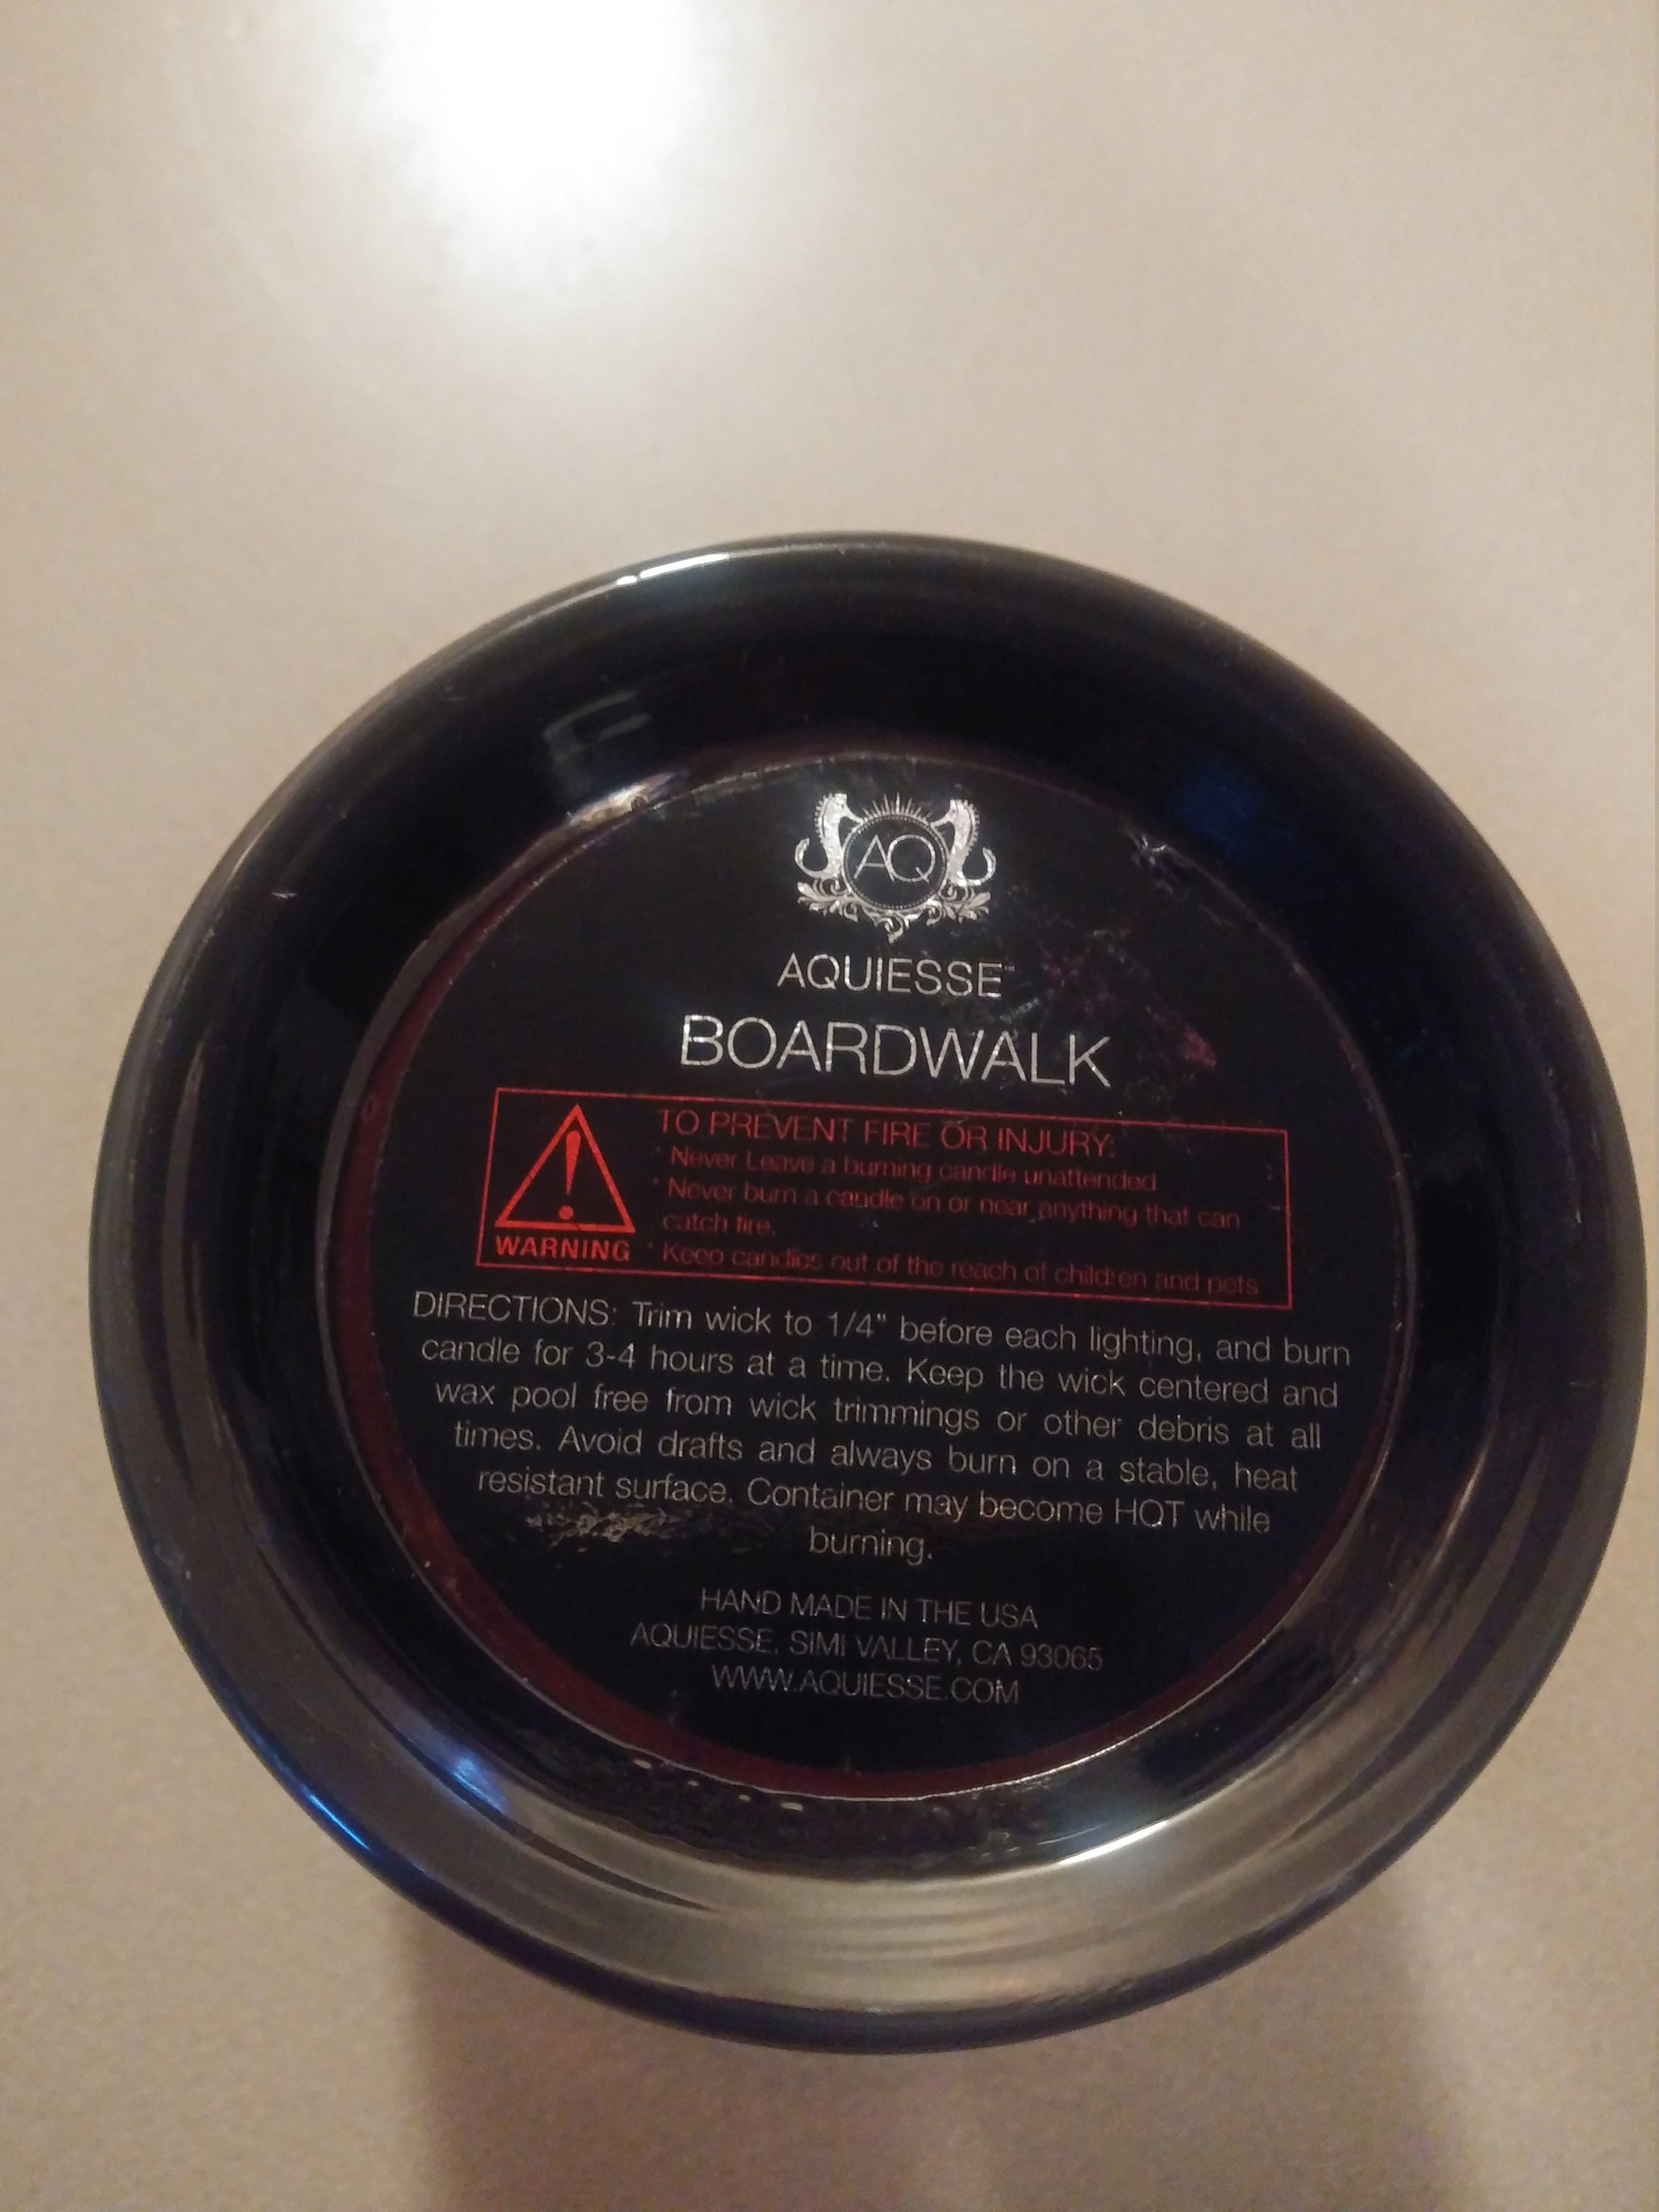 AQ
AQUIESSE™
BOARDWALK
TO PREVENT FIRE OR INJURY:
* Never Leave a burning candle unattended
* Never burn a candle on or near anything that can
catch fire.
WARNING
* Keep candles out of the reach of children and pets
DIRECTIONS: Trim wick to 1/4" before each lighting, and burn
candle for 3-4 hours at a time. Keep the wick centered and
wax pool free from wick trimmings or other debris at all
times. Avoid drafts and always burn on a stable, heat
resistant surface. Container may become HOT while
burning.
HAND MADE IN THE USA
AQUIESSE, SIMI VALLEY, CA 93065
WWW.AQUIESSE.COM